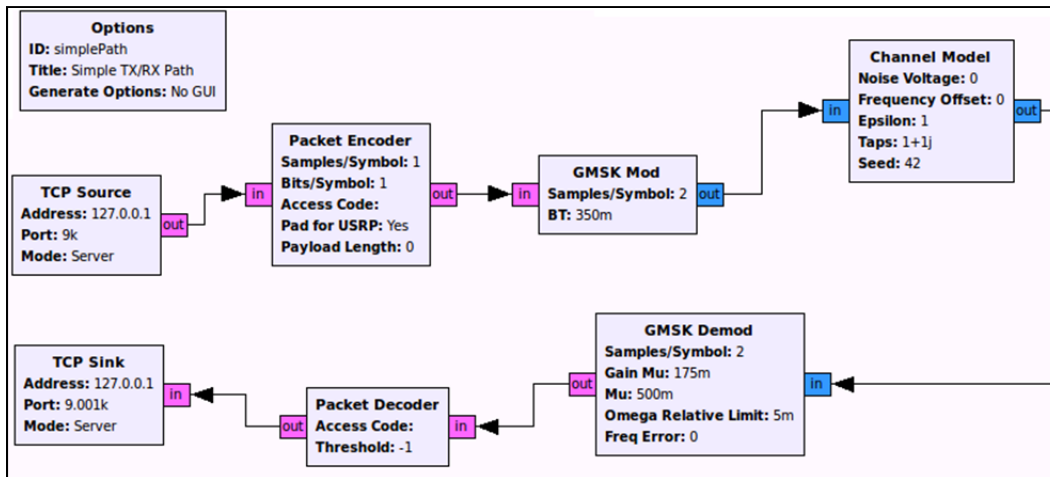 Options
ID: simplePath
Title: Simple TX/RX Path
Generate Options: No GUI
TCP Source
Address: 127.0.0.1
Port: 9k
Mode: Server
out
in
Packet Encoder
Samples/Symbol: 1
Bits/Symbol: 1
Access Code:
Pad for USRP: Yes
Payload Length: 0
out
in
GMSK Mod
Samples/Symbol: 2
BT: 350m
out
in
Channel Model
Noise Voltage: 0
Frequency Offset: 0
Epsilon: 1
Taps: 1+1j
Seed: 42
out
in
GMSK Demod
Samples/Symbol: 2
Gain Mu: 175m
Mu: 500m
Omega Relative Limit: 5m
Freq Error: 0
out
in
Packet Decoder
Access Code:
Threshold: -1
out
in
TCP Sink
Address: 127.0.0.1
Port: 9.001k
Mode: Server